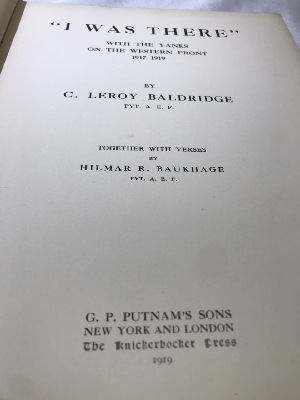 "I WAS THERE"
WITH THE YANKS
ON THE WESTERN FRONT
1917–1919
BY
C. LEROY BALDRIDGE
PVT. A. E. F.
TOGETHER WITH VERSES
BY
HILMAR R. BAUKHAGE
PVT. A. E. F.
G. P. PUTNAM'S SONS
NEW YORK AND LONDON
The Knickerbocker Press
1919